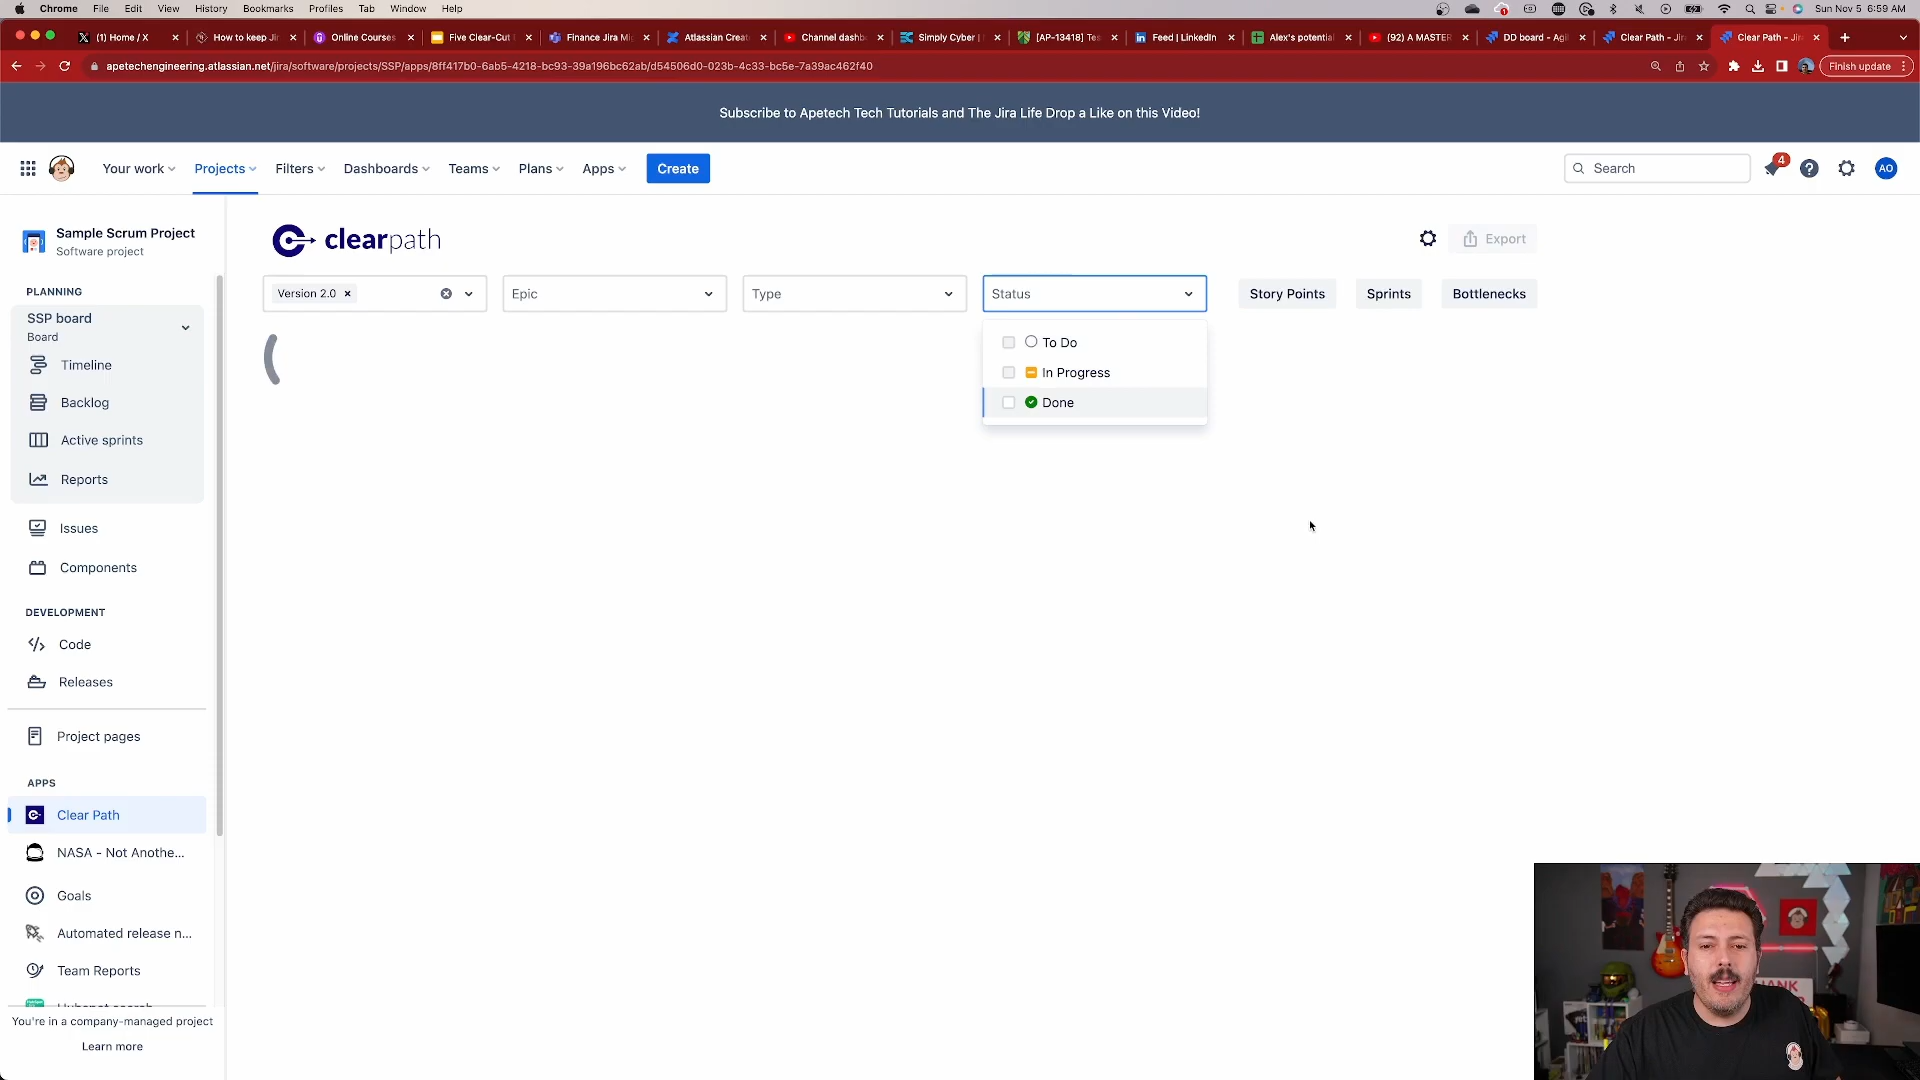 Chrome File Edit View History Bookmarks Profiles Tab Window Help Sun Nov 5 6:59 AM
(1) Home / X How to keep Jir Online Courses Five Clear-Cut Finance Jira Mig Atlassian Creat Channel dashb Simply Cyber | [AP-13418] Tes Feed | LinkedIn Alex's potential (92) A MASTER DD board - Agil Clear Path - Jir Clear Path - Jir
apetechengineering.atlassian.net/jira/software/projects/SSP/apps/8ff417b0-6ab5-4218-bc93-39a196bc62ab/d54506d0-023b-4c33-bc5e-7a39ac462f40 Finish update
Subscribe to Apetech Tech Tutorials and The Jira Life Drop a Like on this Video!
Your work Projects Filters Dashboards Teams Plans Apps Create Search 4 AO
Sample Scrum Project
Software project
clearpath Export
PLANNING
Version 2.0 Epic Type Status Story Points Sprints Bottlenecks
SSP board
Board
To Do
In Progress
Done
Timeline
Backlog
Active sprints
Reports
Issues
Components
DEVELOPMENT
Code
Releases
Project pages
APPS
Clear Path
NASA - Not Anothe...
Goals
Automated release n...
Team Reports
You're in a company-managed project
Learn more